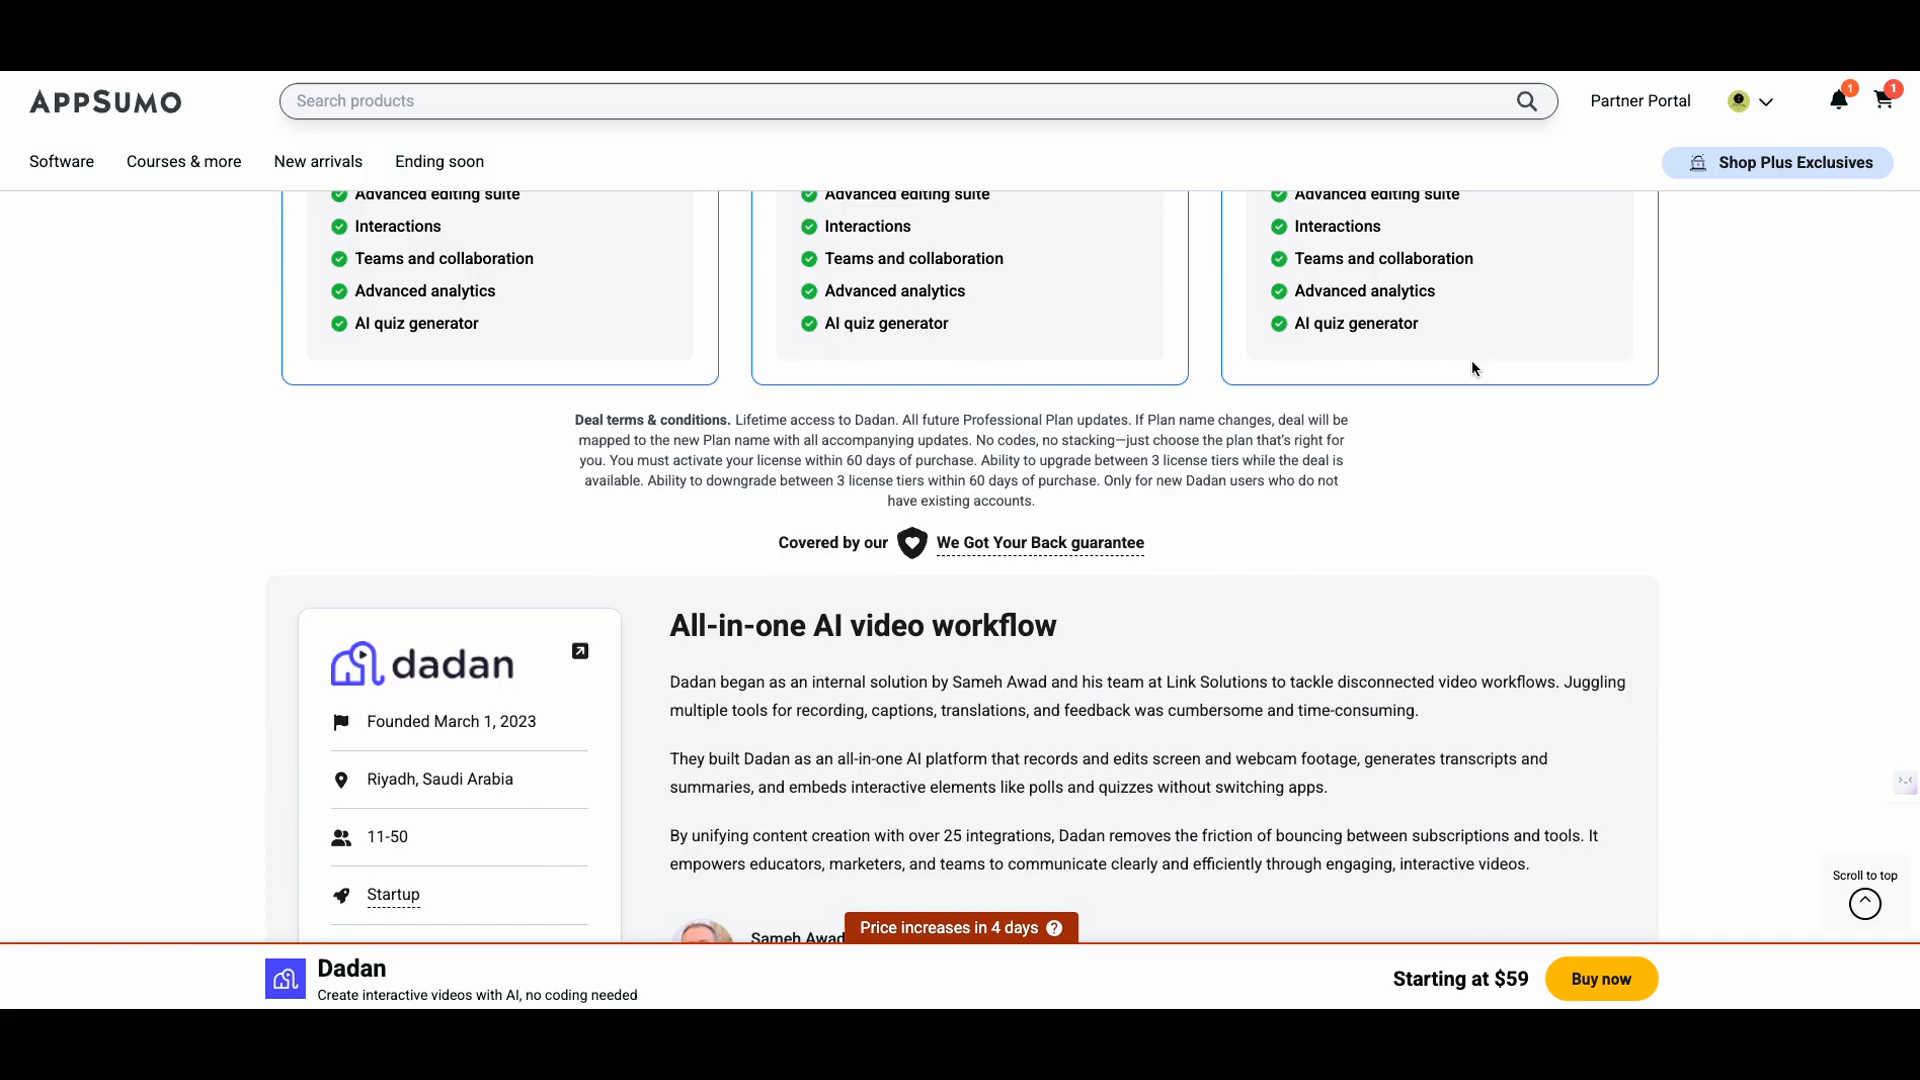 APPSUMO
Search products
Partner Portal
1
1
Software
Courses & more
New arrivals
Ending soon
Shop Plus Exclusives
Advanced editing suite
Interactions
Teams and collaboration
Advanced analytics
AI quiz generator
Advanced editing suite
Interactions
Teams and collaboration
Advanced analytics
AI quiz generator
Advanced editing suite
Interactions
Teams and collaboration
Advanced analytics
AI quiz generator
Deal terms & conditions. Lifetime access to Dadan. All future Professional Plan updates. If Plan name changes, deal will be
mapped to the new Plan name with all accompanying updates. No codes, no stacking—just choose the plan that's right for
you. You must activate your license within 60 days of purchase. Ability to upgrade between 3 license tiers while the deal is
available. Ability to downgrade between 3 license tiers within 60 days of purchase. Only for new Dadan users who do not
have existing accounts.
Covered by our We Got Your Back guarantee
dadan
Founded March 1, 2023
Riyadh, Saudi Arabia
11-50
Startup
All-in-one AI video workflow
Dadan began as an internal solution by Sameh Awad and his team at Link Solutions to tackle disconnected video workflows. Juggling
multiple tools for recording, captions, translations, and feedback was cumbersome and time-consuming.
They built Dadan as an all-in-one AI platform that records and edits screen and webcam footage, generates transcripts and
summaries, and embeds interactive elements like polls and quizzes without switching apps.
By unifying content creation with over 25 integrations, Dadan removes the friction of bouncing between subscriptions and tools. It
empowers educators, marketers, and teams to communicate clearly and efficiently through engaging, interactive videos.
Sameh Awad
Scroll to top
Price increases in 4 days ?
Dadan
Create interactive videos with AI, no coding needed
Starting at $59
Buy now